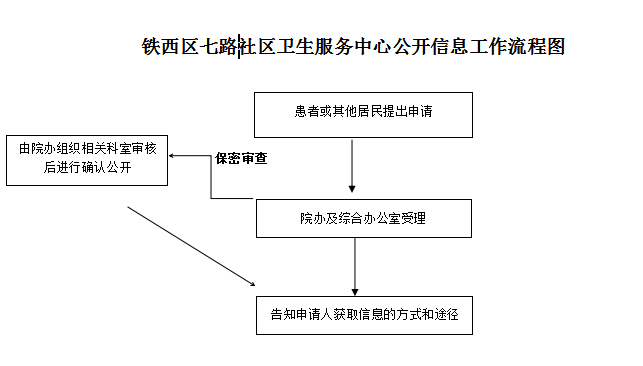 铁西区七路社区卫生服务中心公开信息工作流程图
患者或其他居民提出申请
由院办组织相关科室审核
后进行确认公开
保密审查
院办及综合办公室受理
告知申请人获取信息的方式和途径